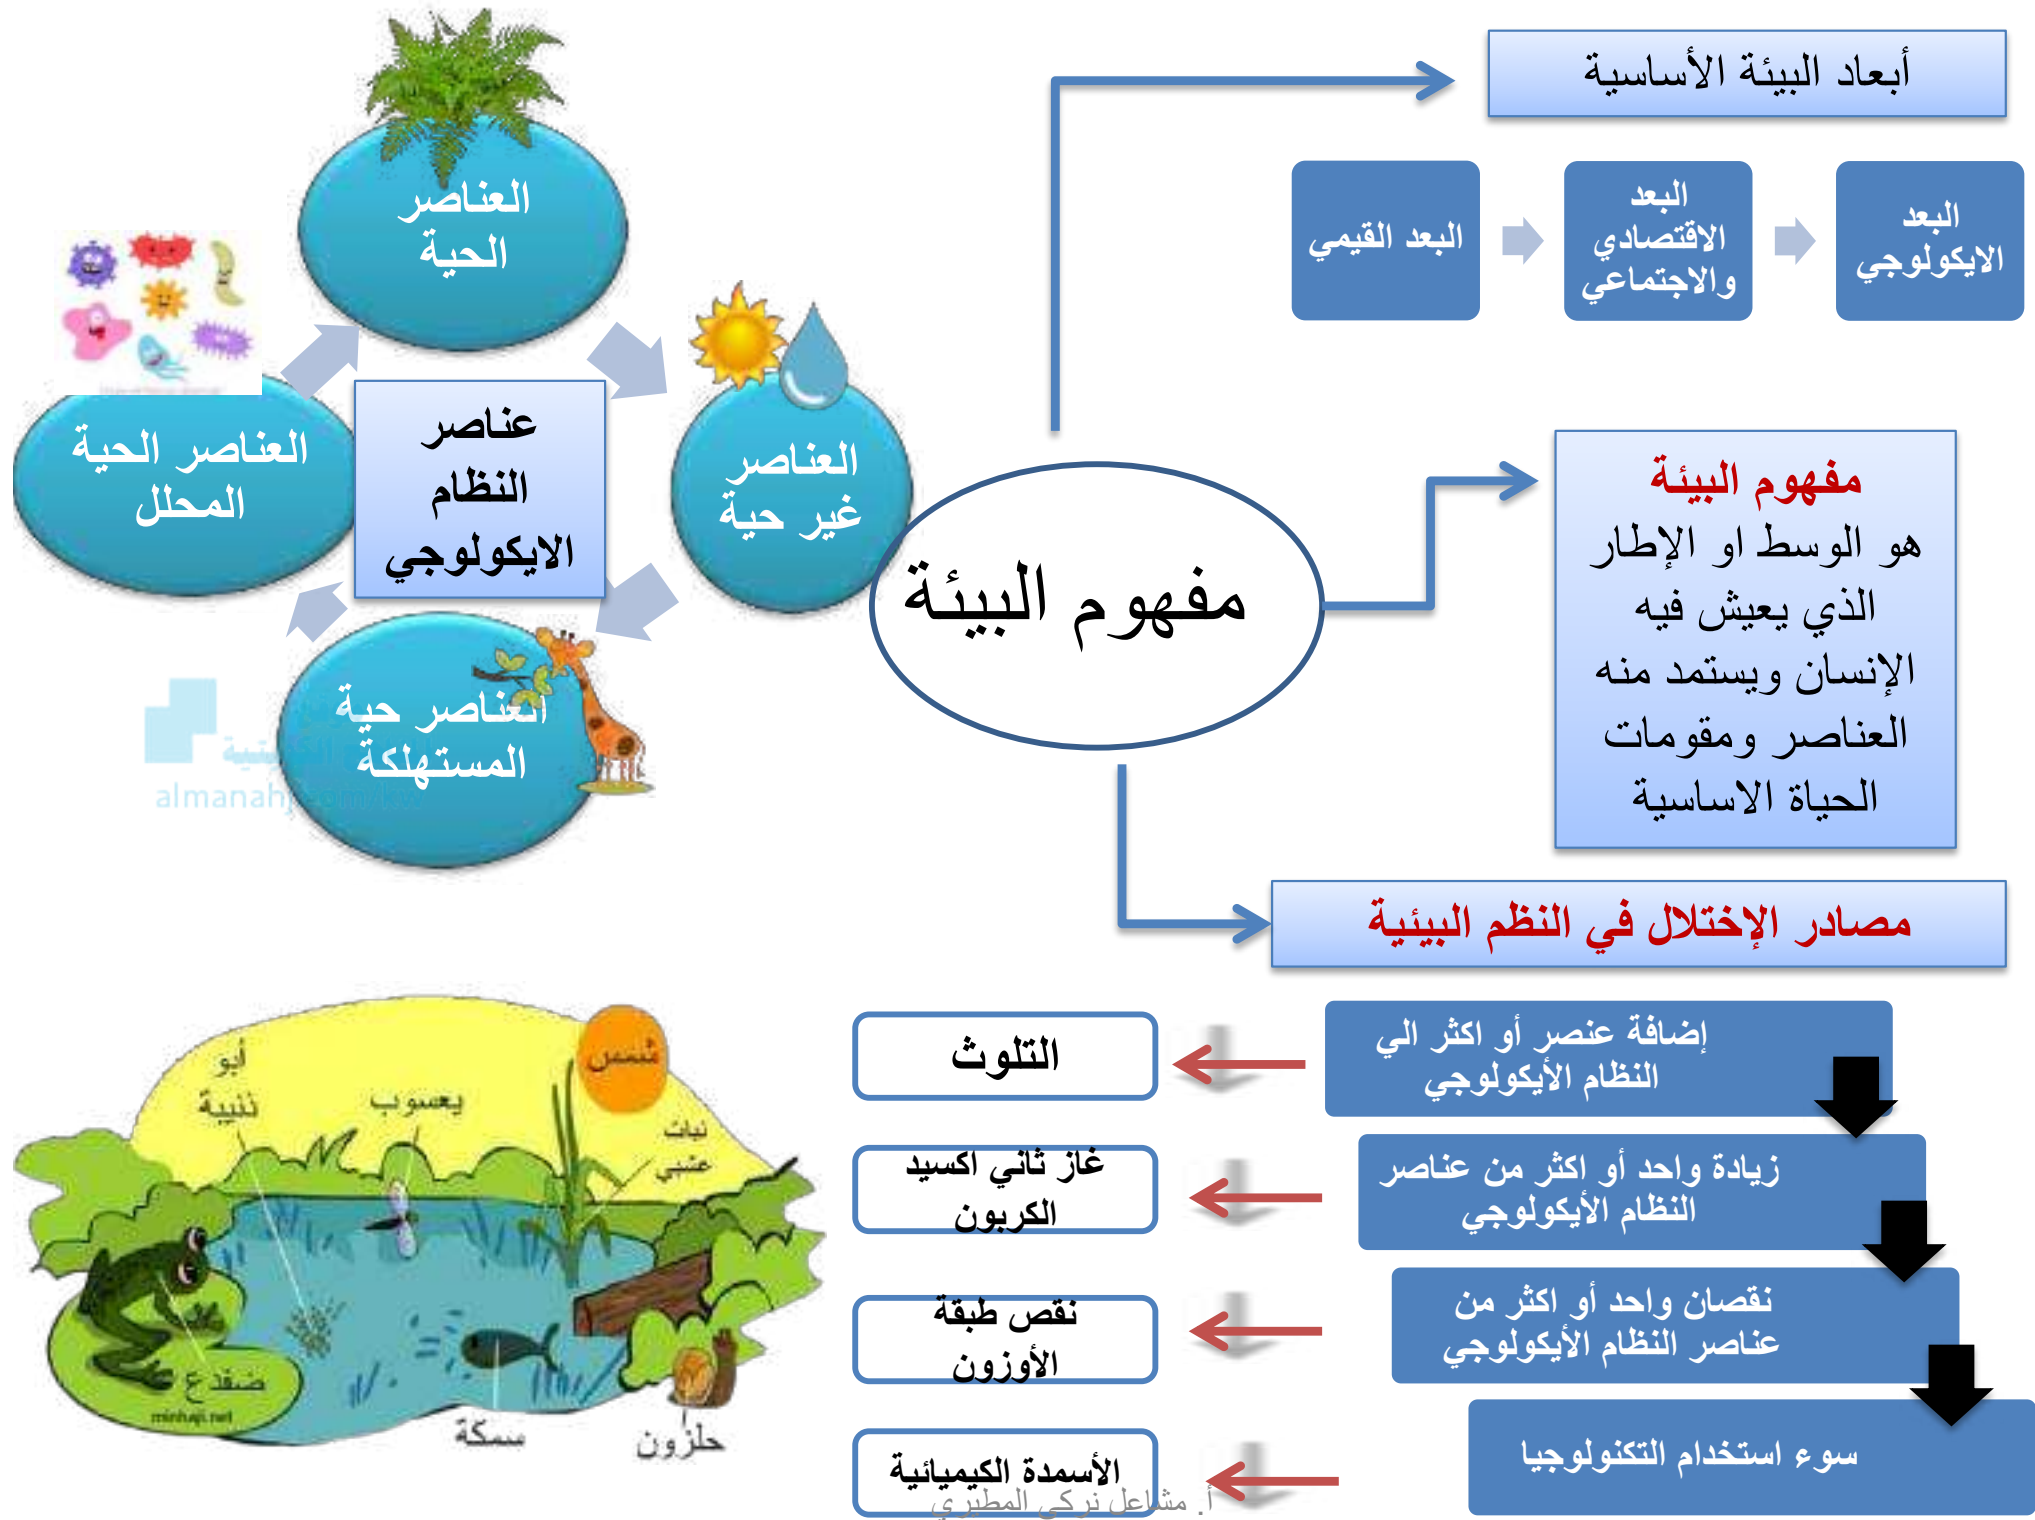 أبعاد البيئة الأساسية
البعد
الايكولوجي
البعد
الاقتصادي
والاجتماعي
البعد القيمي
العناصر
الحية
العناصر
غير حية
العناصر حية
المستهلكة
العناصر الحية
المحلل
عناصر
النظام
الايكولوجي
مفهوم البيئة
مفهوم البيئة
هو الوسط او الإطار
الذي يعيش فيه
الإنسان ويستمد منه
العناصر ومقومات
الحياة الاساسية
almanahj.com/kw
مصادر الإختلال في النظم البيئية
إضافة عنصر أو اكثر الي
النظام الأيكولوجي
التلوث
زيادة واحد أو اكثر من عناصر
النظام الأيكولوجي
غاز ثاني اكسيد
الكربون
نقصان واحد أو اكثر من
عناصر النظام الأيكولوجي
نقص طبقة
الأوزون
سوء استخدام التكنولوجيا
الأسمدة الكيميائية
شمس
أبو
ذنيبة
يعسوب
نبات
عشبي
ضفدع
minhaji.net
سمكة
حلزون
أ. مشاعل تركي المطيري